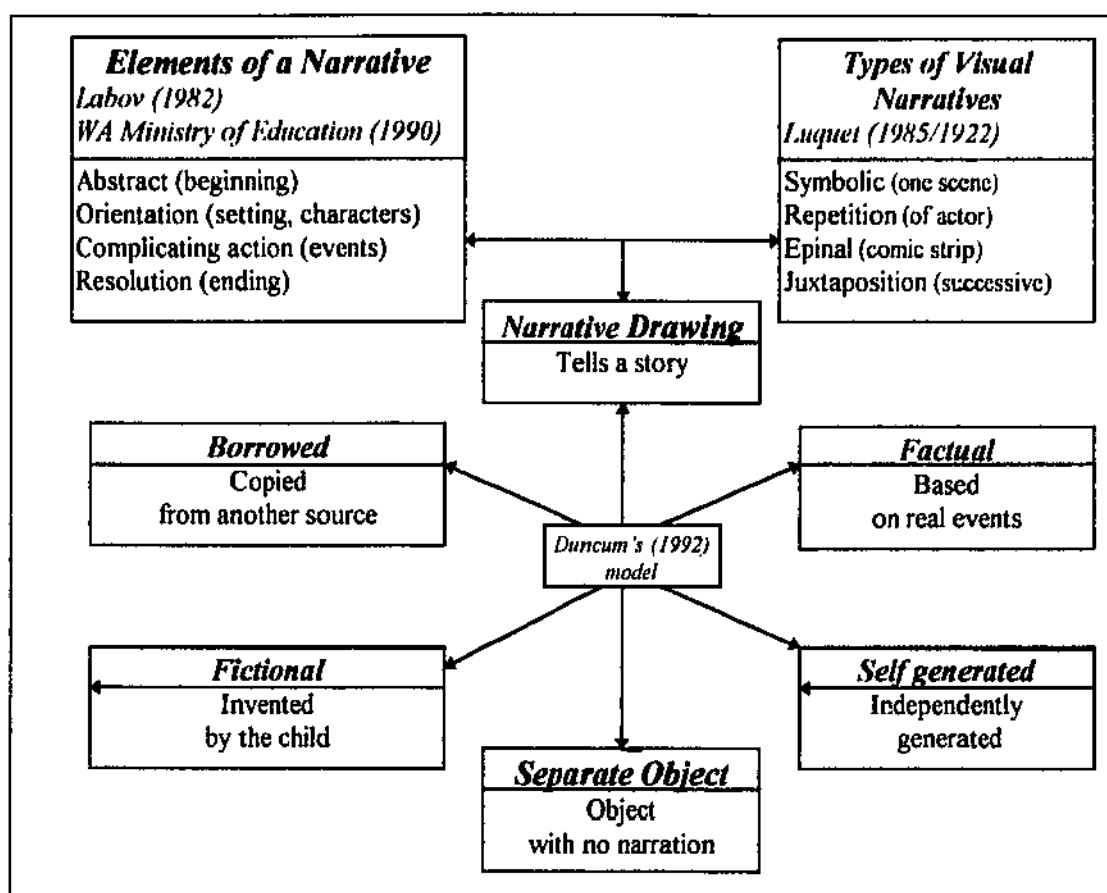 Elements of a Narrative
Labov (1982)
WA Ministry of Education (1990)
Abstract (beginning)
Orientation (setting, characters)
Complicating action (events)
Resolution (ending)
Types of Visual
Narratives
Luquet (1985/1922)
Symbolic (one scene)
Repetition (of actor)
Epinal (comic strip)
Juxtaposition (successive)
Narrative Drawing
Tells a story
Borrowed
Copied
from another source
Factual
Based
on real events
Duncum's (1992)
model
Fictional
Invented
by the child
Self generated
Independently
generated
Separate Object
Object
with no narration